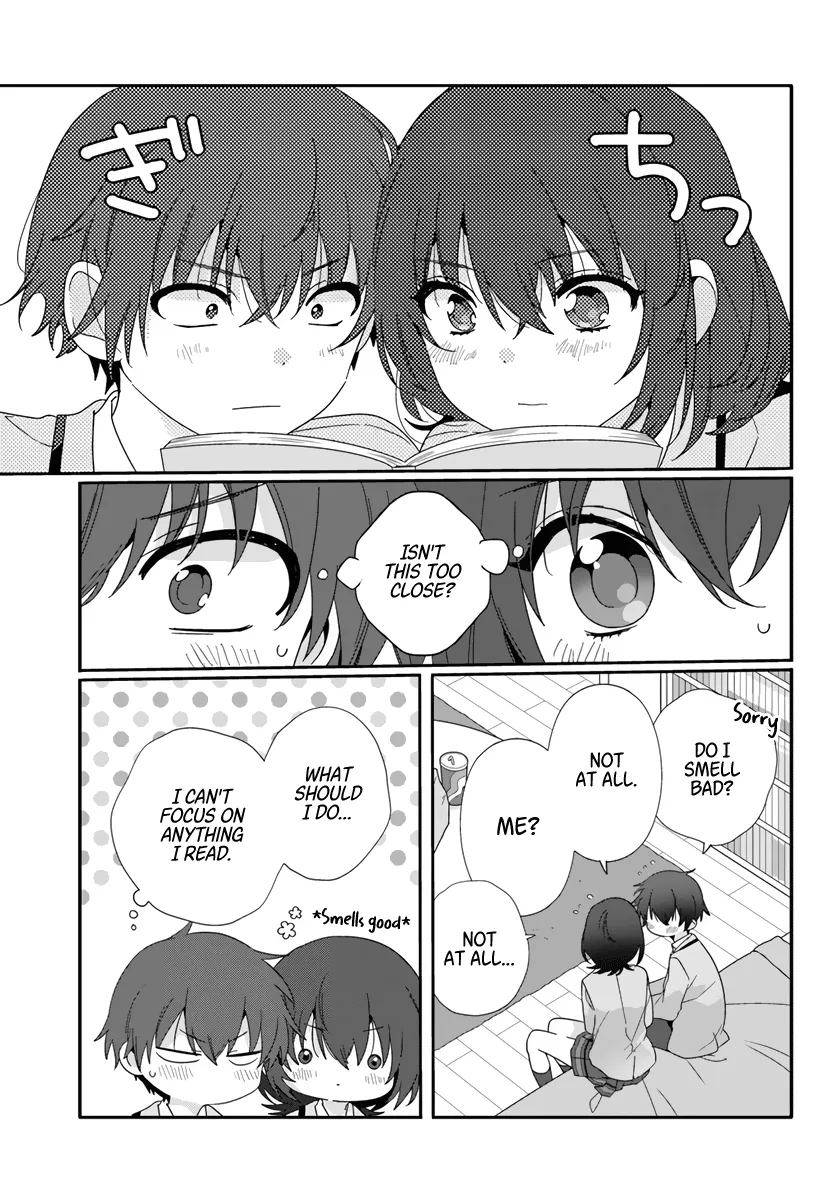 ちっ
ぎ
ISN'T
THIS TOO
CLOSE?
Sorry
DO I
SMELL
BAD?
NOT
AT ALL.
ME?
NOT
AT ALL...
WHAT
SHOULD
I DO...
I CAN'T
FOCUS ON
ANYTHING
I READ.
*Smells good*